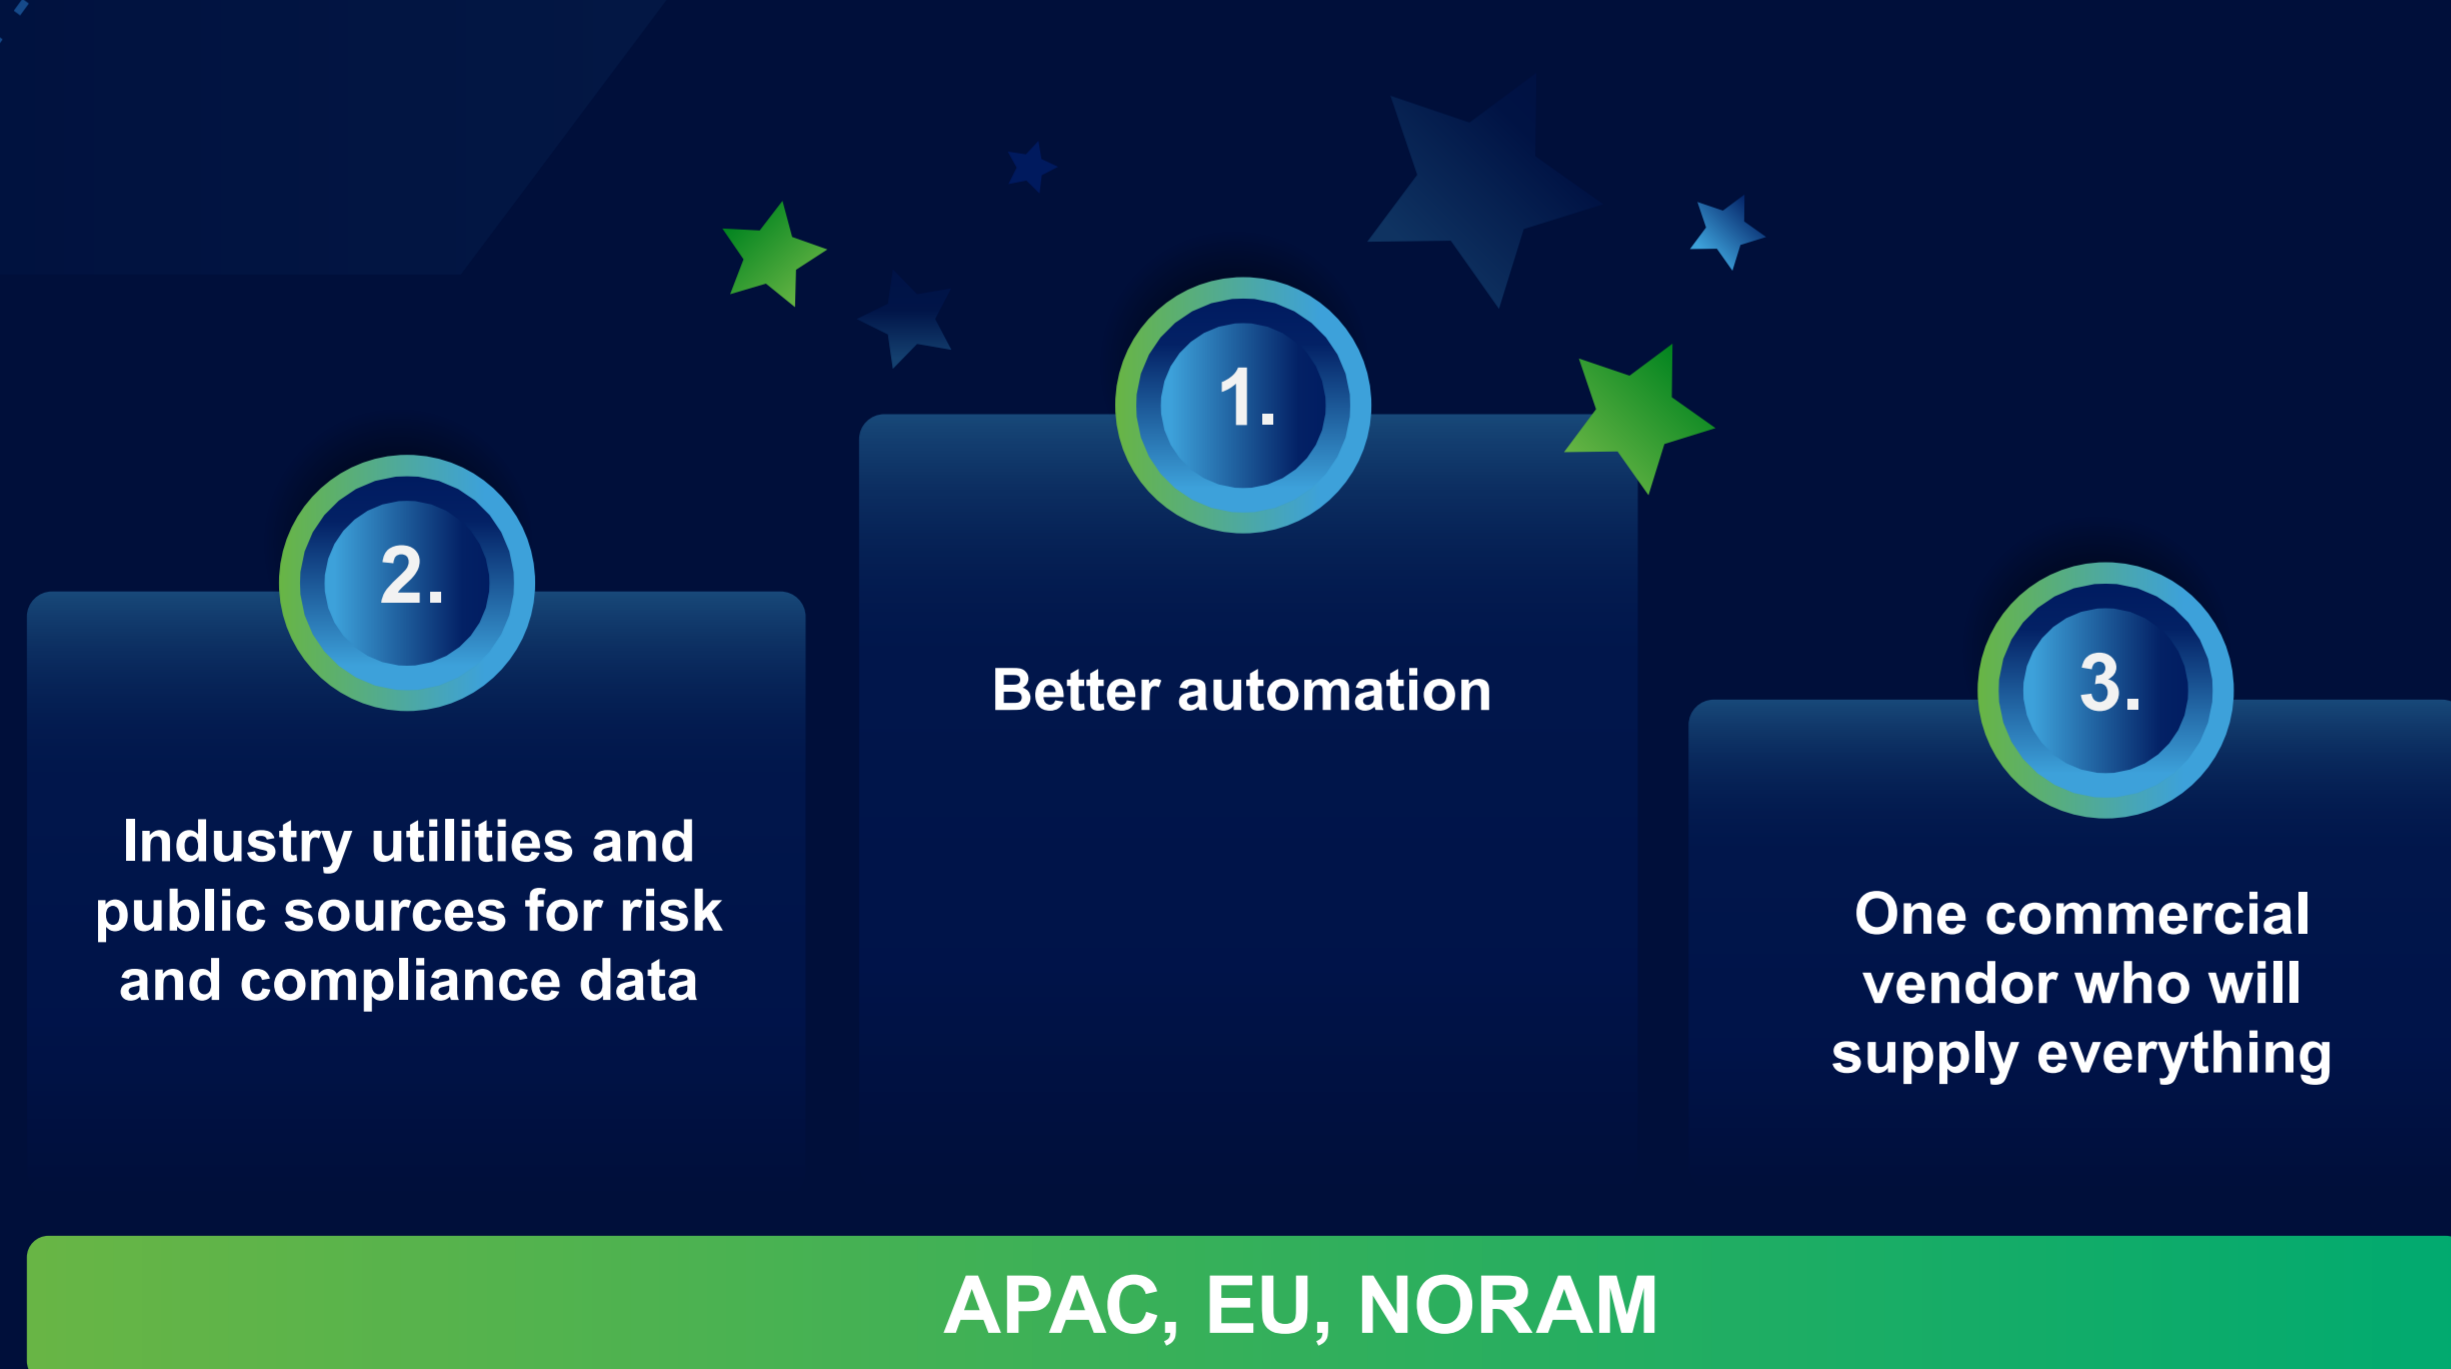 1.
Better automation
2.
Industry utilities and
public sources for risk
and compliance data
3.
One commercial
vendor who will
supply everything
APAC, EU, NORAM